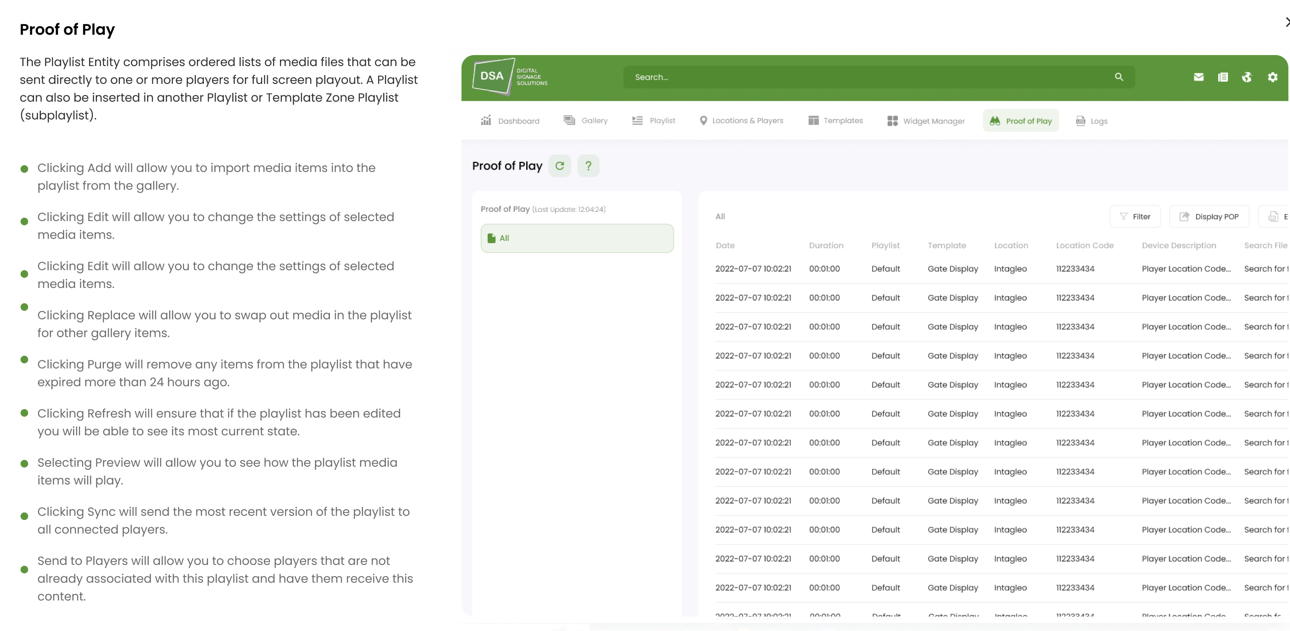 Proof of Play
The Playlist Entity comprises ordered lists of media files that can be
sent directly to one or more players for full screen playout. A Playlist
can also be inserted in another Playlist or Template Zone Playlist
(subplaylist).
Clicking Add will allow you to import media items into the
playlist from the gallery.
Clicking Edit will allow you to change the settings of selected
media items.
Clicking Edit will allow you to change the settings of selected
media items.
Clicking Replace will allow you to swap out media in the playlist
for other gallery items.
Clicking Purge will remove any items from the playlist that have
expired more than 24 hours ago.
Clicking Refresh will ensure that if the playlist has been edited
you will be able to see its most current state.
Selecting Preview will allow you to see how the playlist media
items will play.
Clicking Sync will send the most recent version of the playlist to
all connected players.
Send to Players will allow you to choose players that are not
already associated with this playlist and have them receive this
content.
DSA
DIGITAL
SIGNAGE
SOLUTIONS
Search...
Dashboard Gallery Playlist Locations & Players Templates Widget Manager Proof of Play Logs
Proof of Play ?
Proof of Play (Last Update: 12:04:24)
All
All Filter Display POP
Date Duration Playlist Template Location Location Code Device Description Search File
2022-07-07 10:02:21 00:01:00 Default Gate Display Intagleo 112233434 Player Location Code... Search for
2022-07-07 10:02:21 00:01:00 Default Gate Display Intagleo 112233434 Player Location Code... Search for
2022-07-07 10:02:21 00:01:00 Default Gate Display Intagleo 112233434 Player Location Code... Search for
2022-07-07 10:02:21 00:01:00 Default Gate Display Intagleo 112233434 Player Location Code... Search for
2022-07-07 10:02:21 00:01:00 Default Gate Display Intagleo 112233434 Player Location Code... Search for
2022-07-07 10:02:21 00:01:00 Default Gate Display Intagleo 112233434 Player Location Code... Search for
2022-07-07 10:02:21 00:01:00 Default Gate Display Intagleo 112233434 Player Location Code... Search for
2022-07-07 10:02:21 00:01:00 Default Gate Display Intagleo 112233434 Player Location Code... Search for
2022-07-07 10:02:21 00:01:00 Default Gate Display Intagleo 112233434 Player Location Code... Search for
2022-07-07 10:02:21 00:01:00 Default Gate Display Intagleo 112233434 Player Location Code... Search for
2022-07-07 10:02:21 00:01:00 Default Gate Display Intagleo 112233434 Player Location Code... Search for
2022-07-07 10:02:21 00:01:00 Default Gate Display Intagleo 112233434 Player Location Code... Search for